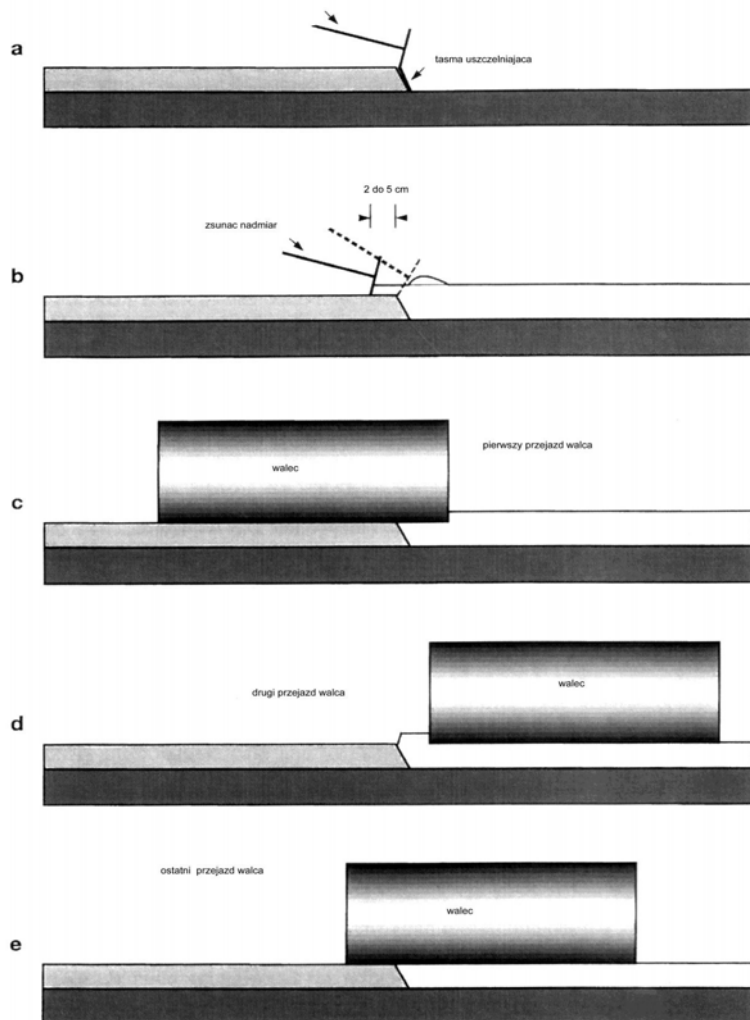 a
tasma uszczelniajaca
2 do 5 cm
zsunac nadmiar
b
walec
pierwszy przejazd walca
c
walec
drugi przejazd walca
d
ostatni przejazd walca
walec
e